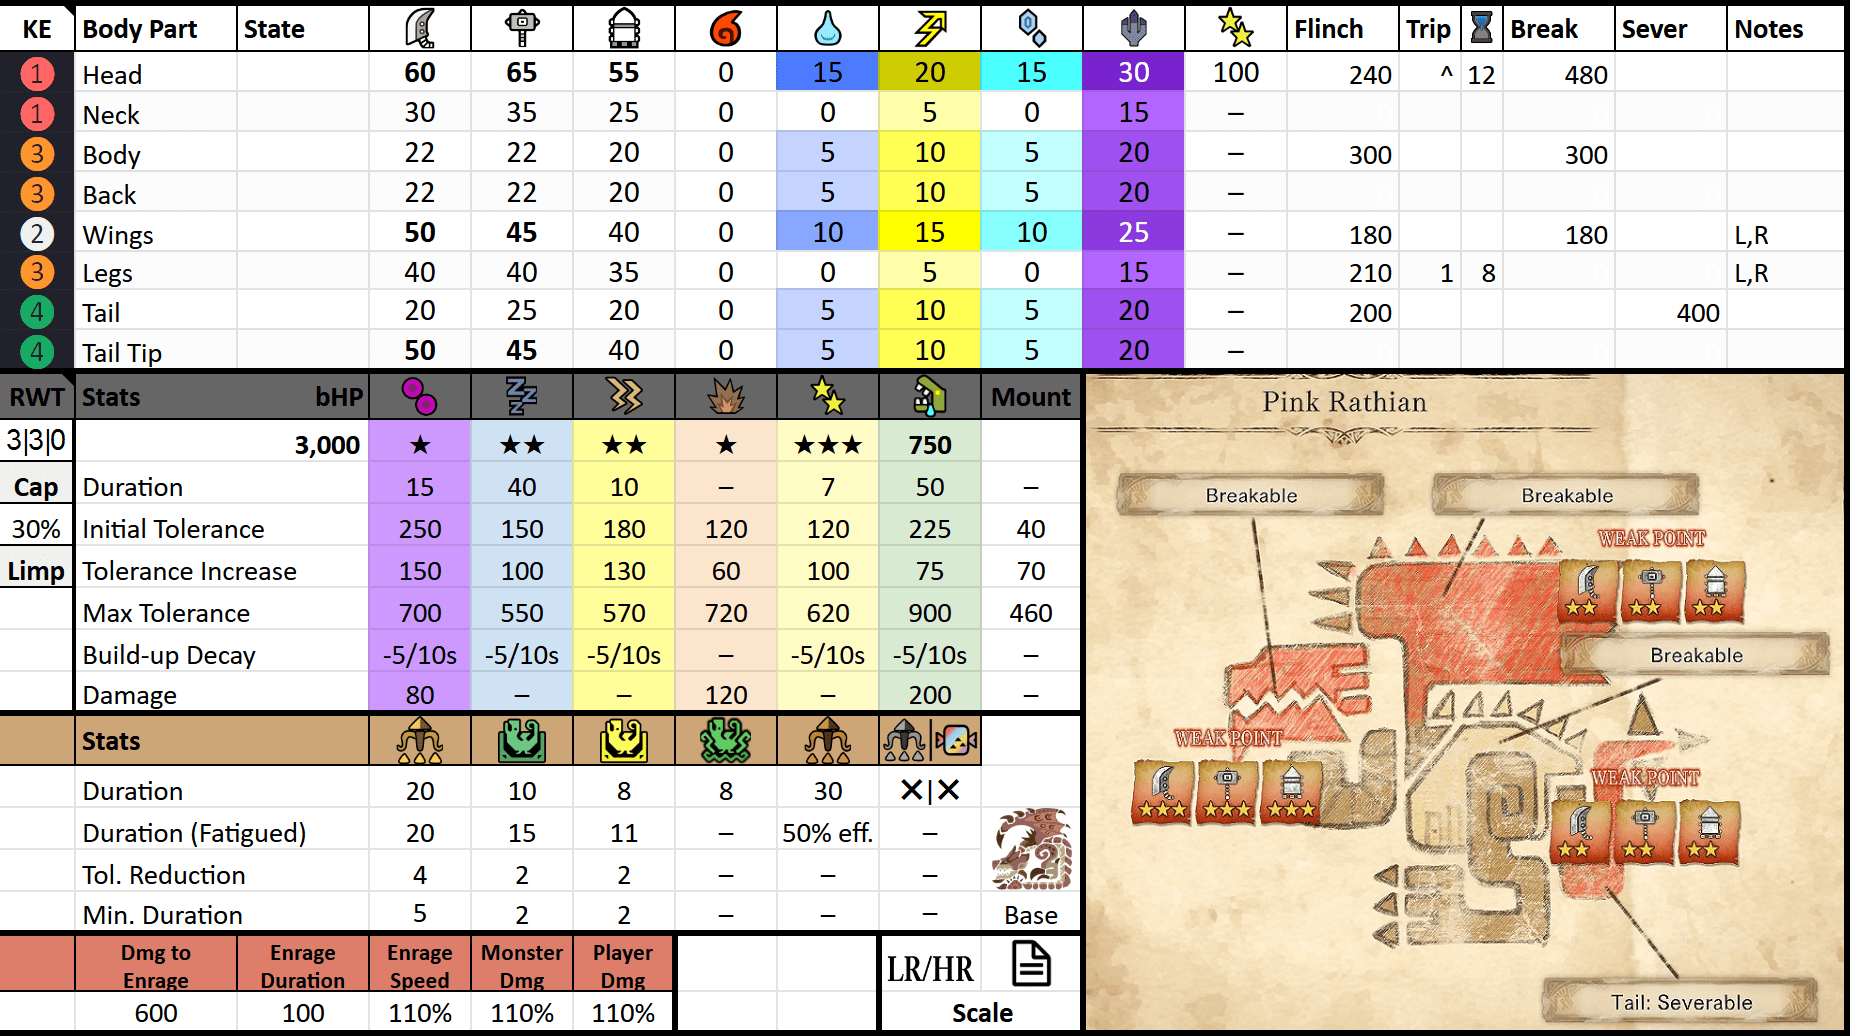 KE Body Part State Flinch Trip Break Sever Notes
1 Head 60 65 55 0 15 20 15 30 100 240 ^ 12 480
1 Neck 30 35 25 0 0 5 0 15 –
3 Body 22 22 20 0 5 10 5 20 – 300 300
3 Back 22 22 20 0 5 10 5 20 –
2 Wings 50 45 40 0 10 15 10 25 – 180 180 L,R
3 Legs 40 40 35 0 0 5 0 15 – 210 1 8 L,R
4 Tail 20 25 20 0 5 10 5 20 – 200 400
4 Tail Tip 50 45 40 0 5 10 5 20 –
RWT Stats bHP Mount
3|3|0 3,000 ★ ★★ ★★ ★ ★★★ 750
Cap Duration 15 40 10 – 7 50 –
30% Initial Tolerance 250 150 180 120 120 225 40
Limp Tolerance Increase 150 100 130 60 100 75 70
Max Tolerance 700 550 570 720 620 900 460
Build-up Decay -5/10s -5/10s -5/10s – -5/10s -5/10s –
Damage 80 – – 120 – 200 –
Stats
Duration 20 10 8 8 30 ✕|✕
Duration (Fatigued) 20 15 11 – 50% eff. –
Tol. Reduction 4 2 2 – – –
Min. Duration 5 2 2 – – – Base
Dmg to Enrage Enrage Duration Enrage Speed Monster Dmg Player Dmg LR/HR
600 100 110% 110% 110% Scale
Pink Rathian
Breakable Breakable
WEAK POINT
Breakable
WEAK POINT
WEAK POINT
Tail: Severable